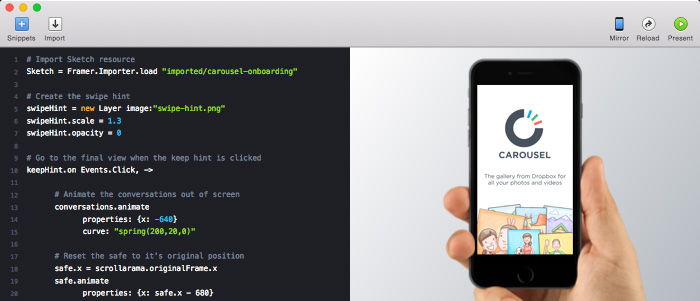 Snippets
Import
Mirror
Reload
Present
1 # Import Sketch resource
2 Sketch = Framer.Importer.load "imported/carousel-onboarding"
3
4 # Create the swipe hint
5 swipeHint = new Layer image:"swipe-hint.png"
6 swipeHint.scale = 1.3
7 swipeHint.opacity = 0
8
9 # Go to the final view when the keep hint is clicked
10 keepHint.on Events.Click, ->
11
12 # Animate the conversations out of screen
13 conversations.animate
14 properties: {x: -640}
15 curve: "spring(200,20,0)"
16
17 # Reset the safe to it's original position
18 safe.x = scrollarama.originalFrame.x
19 safe.animate
20 properties: {x: safe.x - 680}
CAROUSEL
The gallery from Dropbox for
all your photos and videos